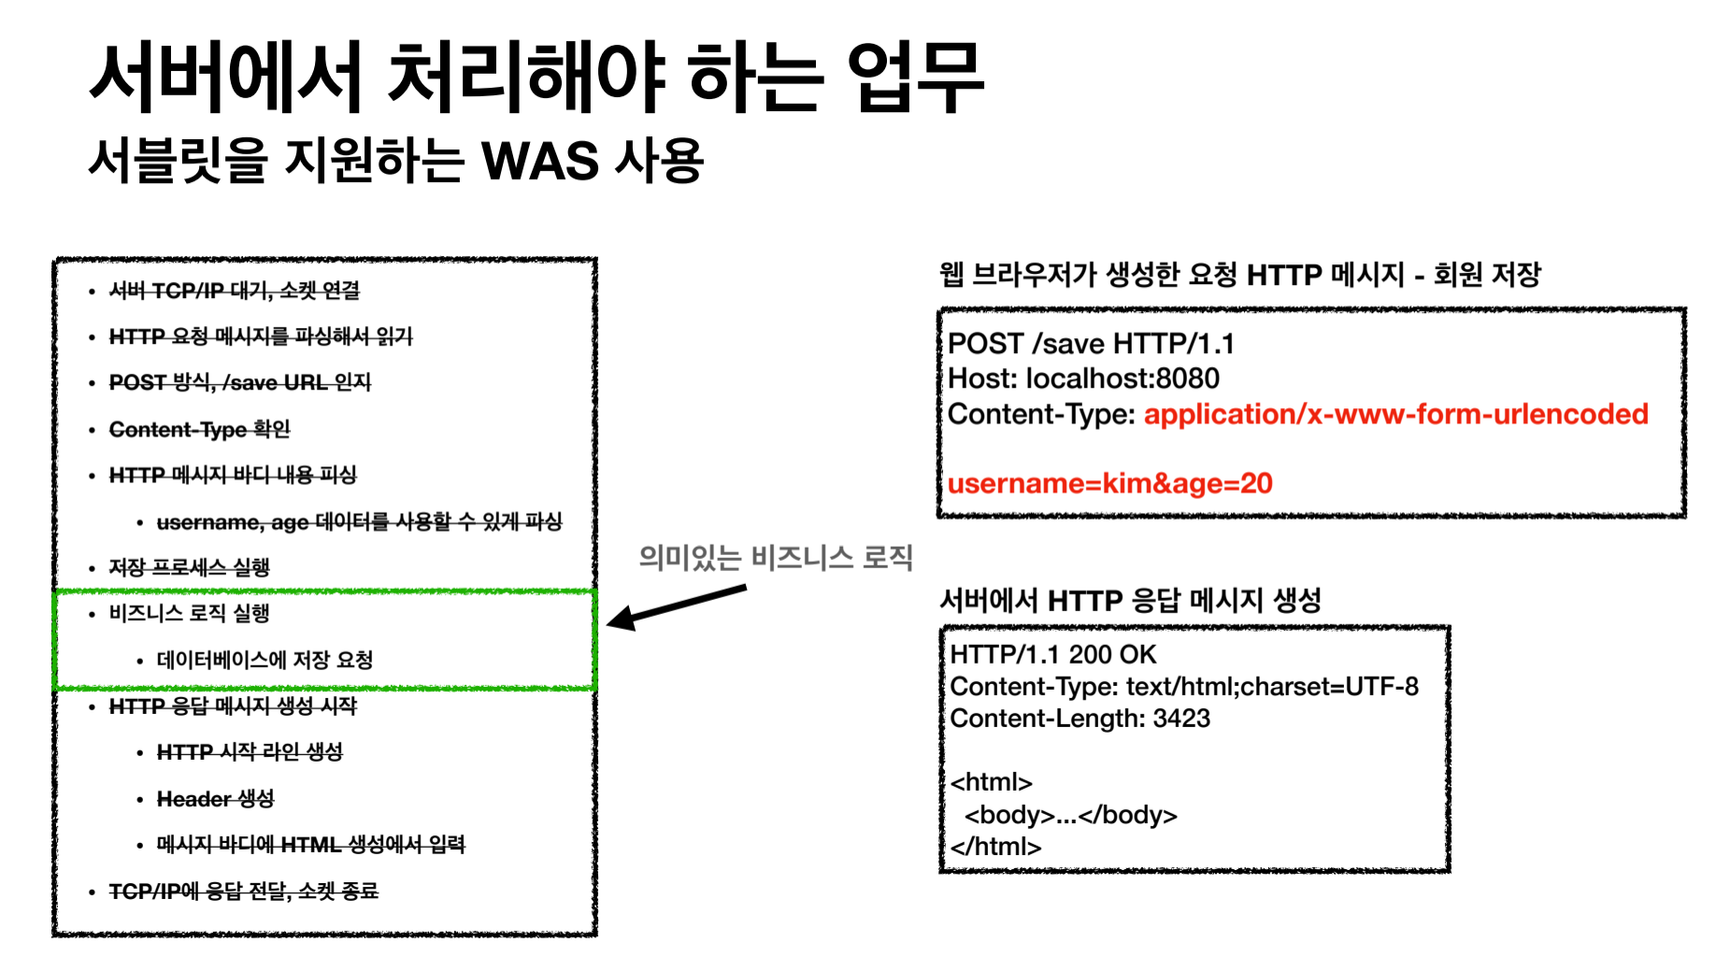 서버에서 처리해야 하는 업무
서블릿을 지원하는 WAS 사용
• 서버 TCP/IP 대기, 소켓 연결
• HTTP 요청 메시지를 파싱해서 읽기
• POST 방식, /save URL 인지
• Content-Type 확인
• HTTP 메시지 바디 내용 피싱
• username, age 데이터를 사용할 수 있게 파싱
• 저장 프로세스 실행
• 비즈니스 로직 실행
• 데이터베이스에 저장 요청
• HTTP 응답 메시지 생성 시작
• HTTP 시작 라인 생성
• Header 생성
• 메시지 바디에 HTML 생성에서 입력
• TCP/IP에 응답 전달, 소켓 종료
의미있는 비즈니스 로직
웹 브라우저가 생성한 요청 HTTP 메시지 - 회원 저장
POST /save HTTP/1.1
Host: localhost:8080
Content-Type: application/x-www-form-urlencoded
username=kim&age=20
서버에서 HTTP 응답 메시지 생성
HTTP/1.1 200 OK
Content-Type: text/html;charset=UTF-8
Content-Length: 3423
<html>
<body>...</body>
</html>